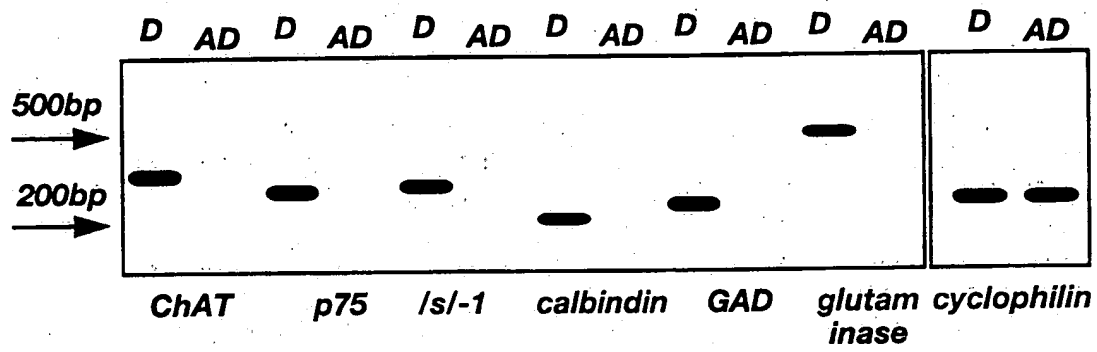 D AD D AD D AD D AD D AD D AD D AD
500bp
200bp
ChAT p75 /s/-1 calbindin GAD glutam cyclophilin
inase